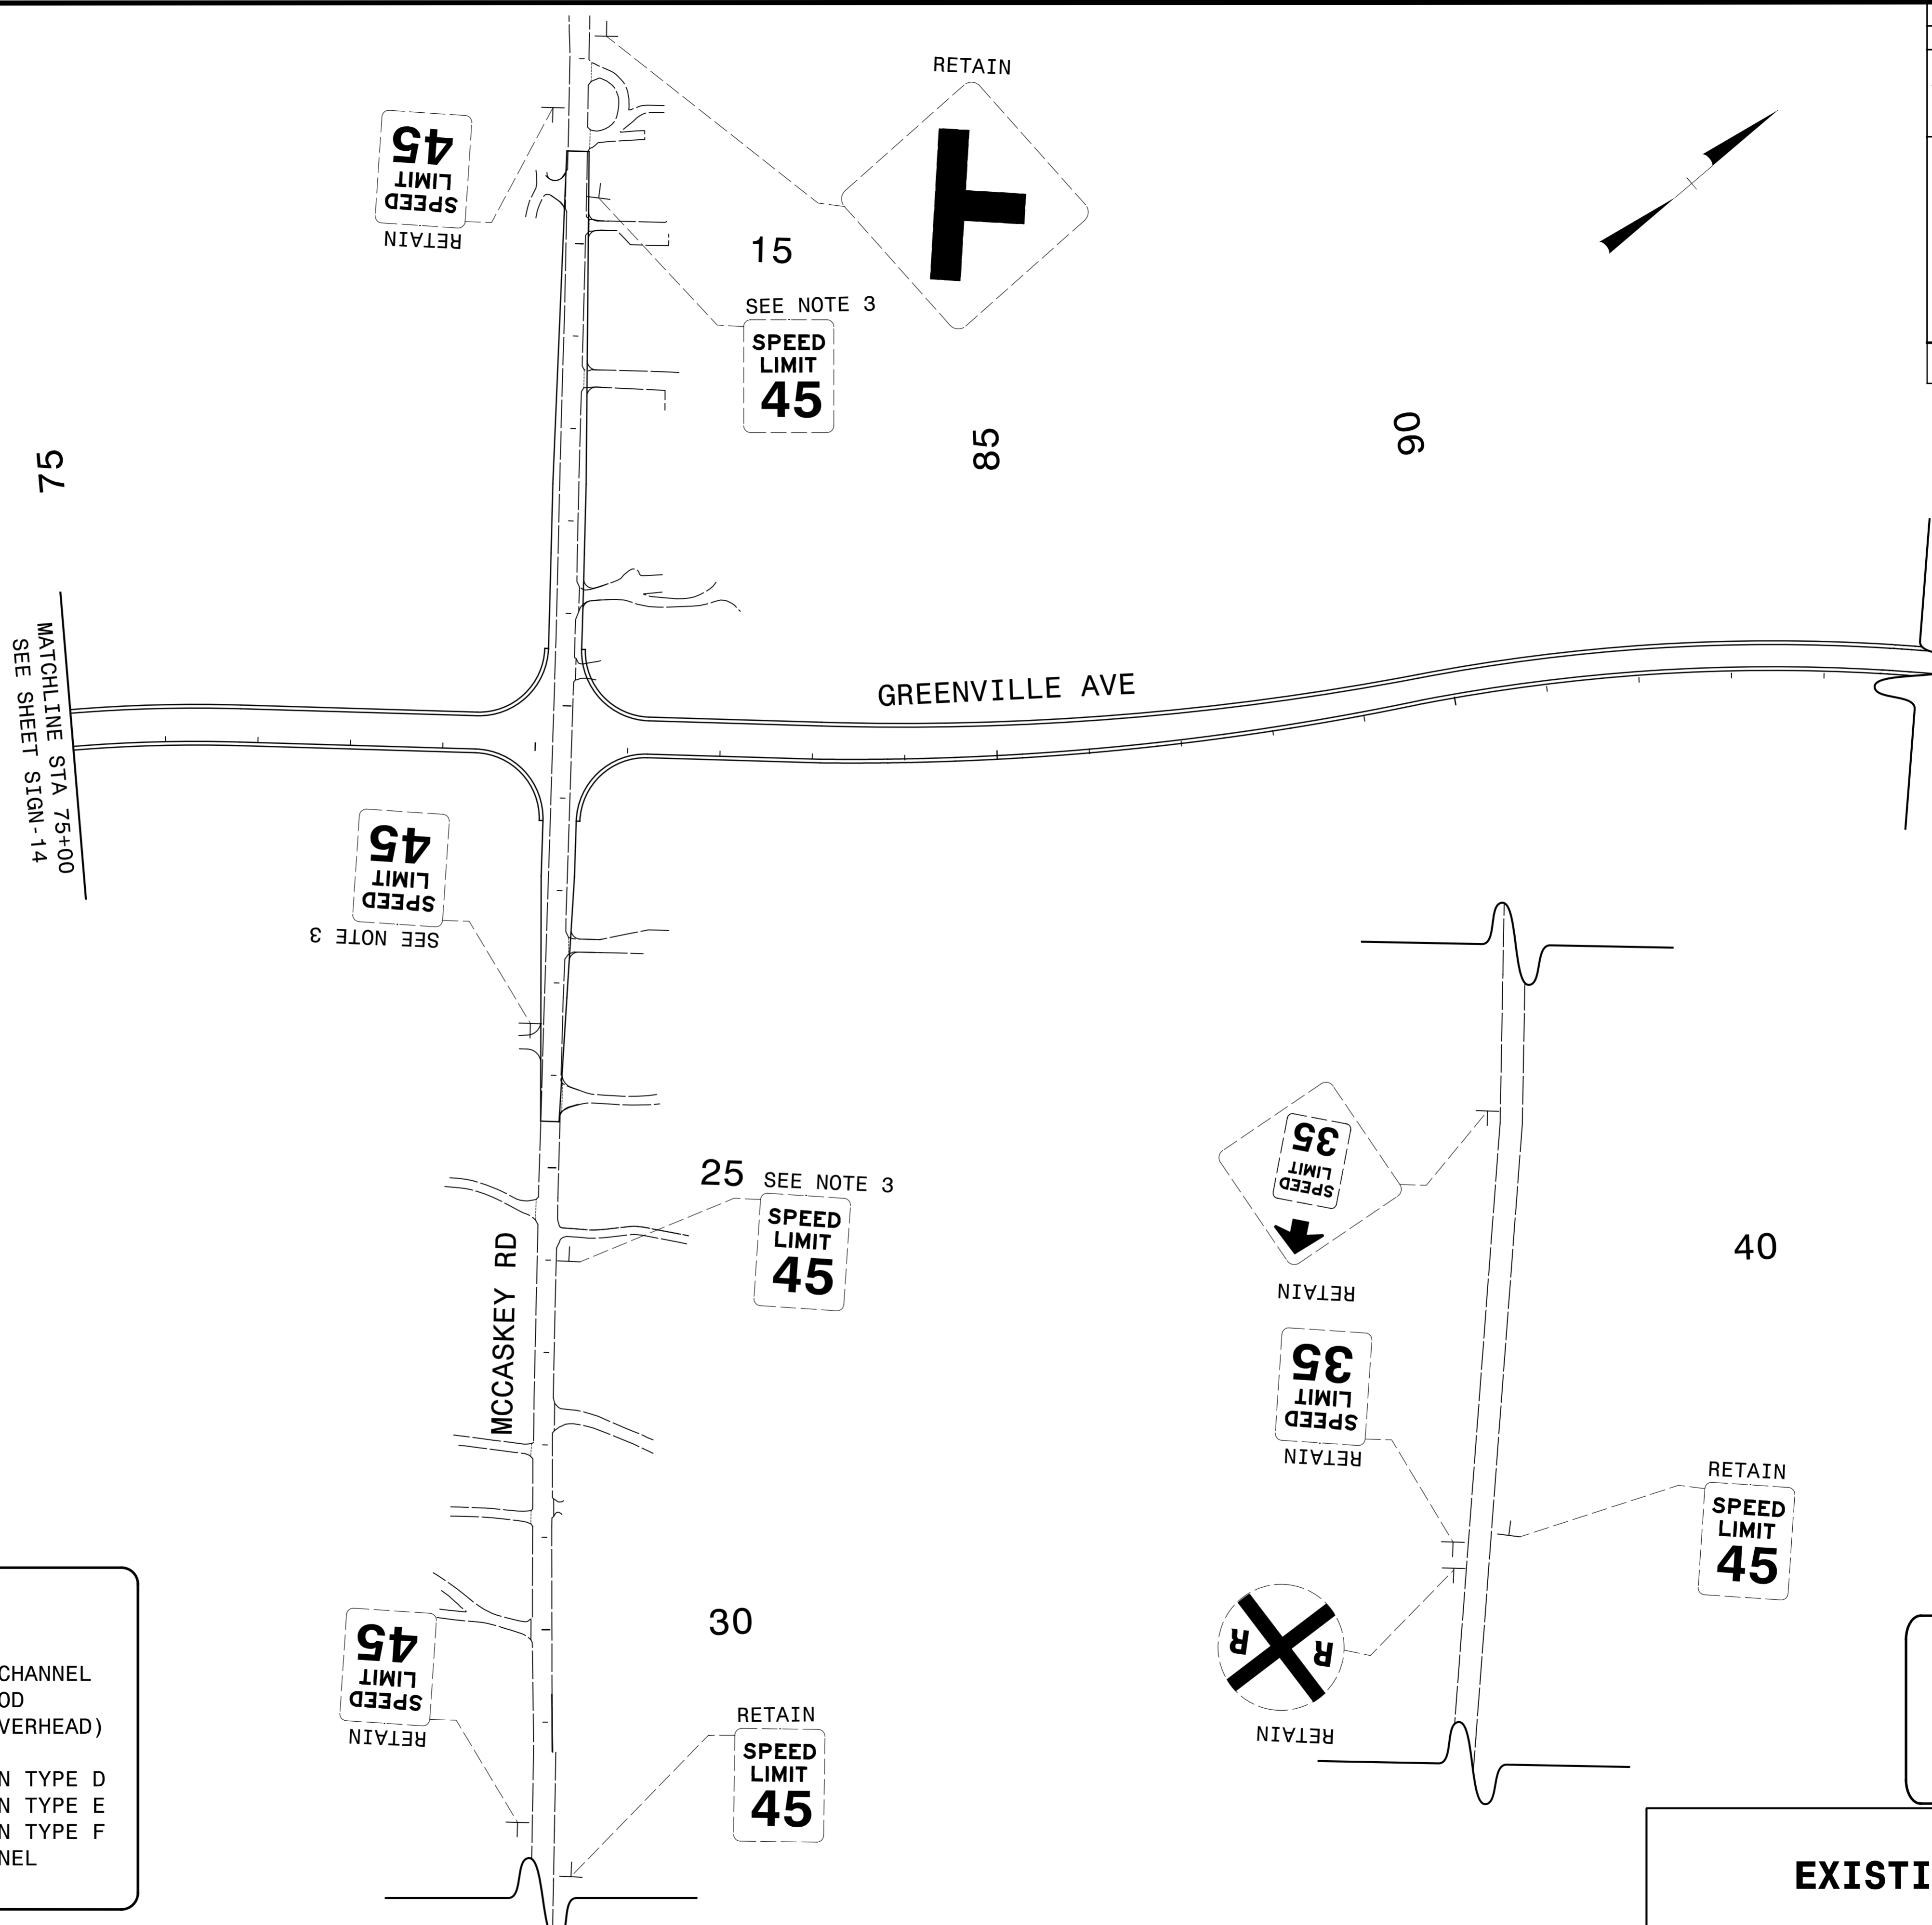 RETAIN
45
LIMIT
SPEED
RETAIN
15
SEE NOTE 3
SPEED
LIMIT
45
75
85
90
MATCHLINE STA 75+00
SEE SHEET SIGN-14
GREENVILLE AVE
SPEED
LIMIT
45
SEE NOTE 3
25
SEE NOTE 3
SPEED
LIMIT
45
MCCASKEY RD
SPEED
LIMIT
35
RETAIN
40
SPEED
LIMIT
35
RETAIN
RETAIN
SPEED
LIMIT
45
R R
RETAIN
30
SPEED
LIMIT
45
RETAIN
RETAIN
SPEED
LIMIT
45
CHANNEL
OD
VERHEAD)
N TYPE D
N TYPE E
N TYPE F
NEL
EXISTI